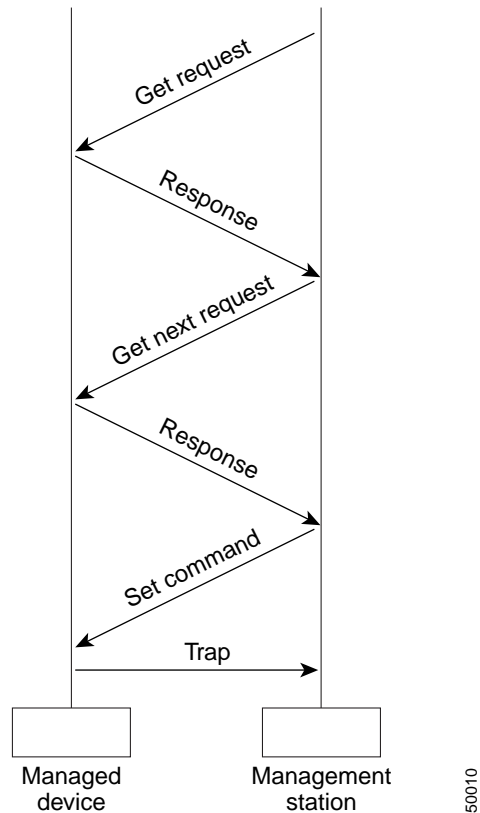 Get request
Response
Get next request
Response
Set command
Trap
Managed
device
Management
station
50010